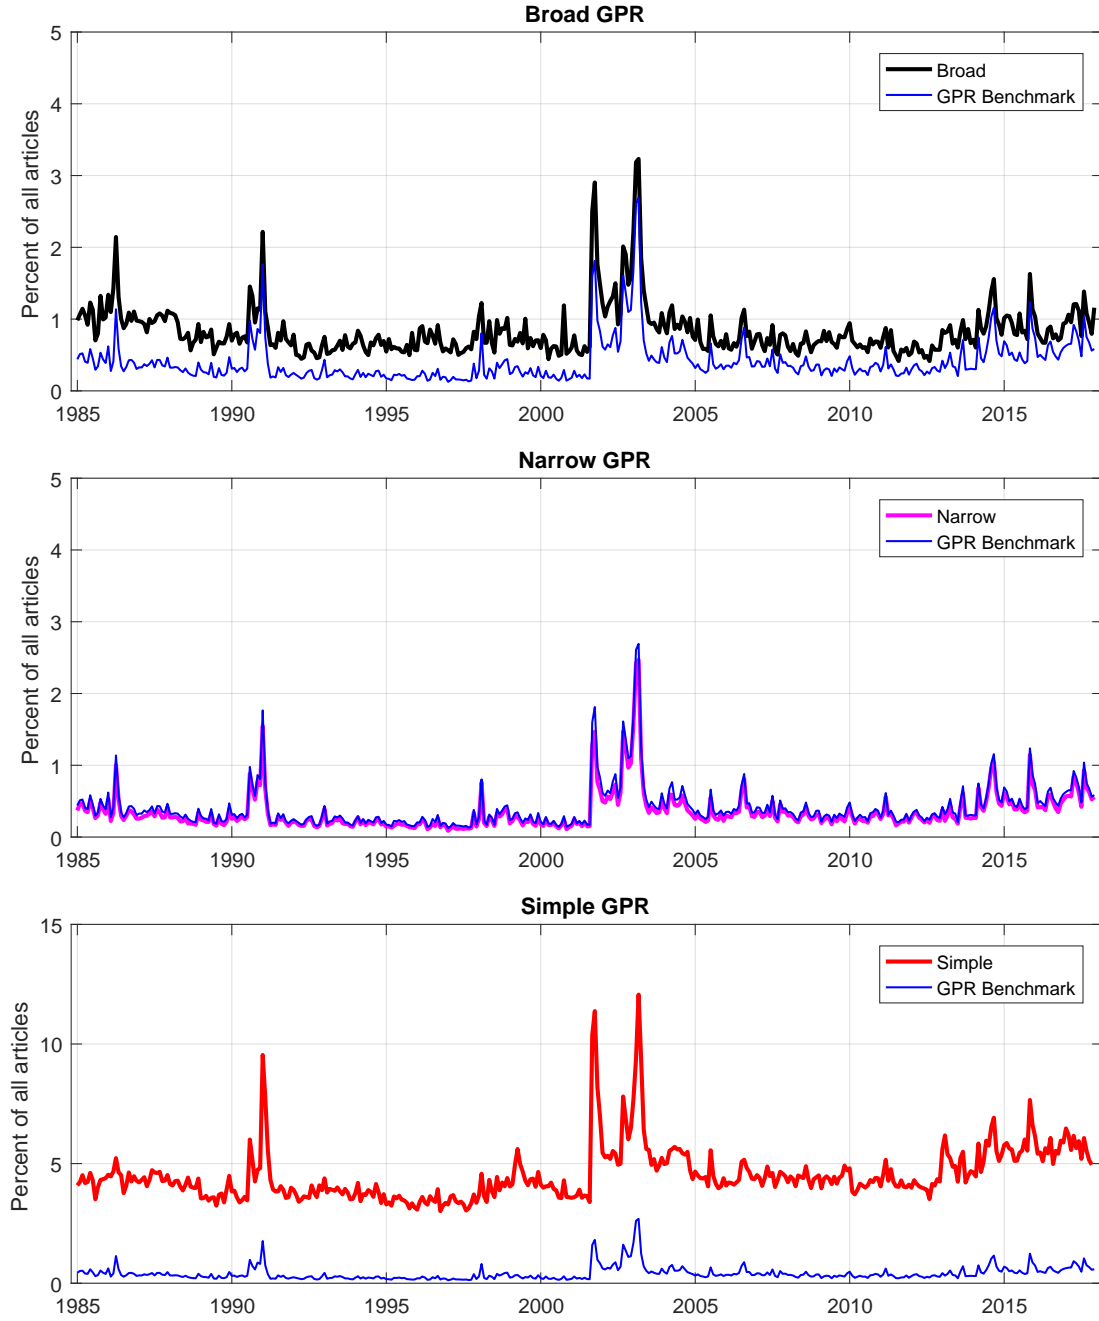 Broad GPR
Percent of all articles
5
4
3
2
1
0
Broad
GPR Benchmark
1985 1990 1995 2000 2005 2010 2015
Narrow GPR
Percent of all articles
5
4
3
2
1
0
Narrow
GPR Benchmark
1985 1990 1995 2000 2005 2010 2015
Simple GPR
Percent of all articles
15
10
5
0
Simple
GPR Benchmark
1985 1990 1995 2000 2005 2010 2015